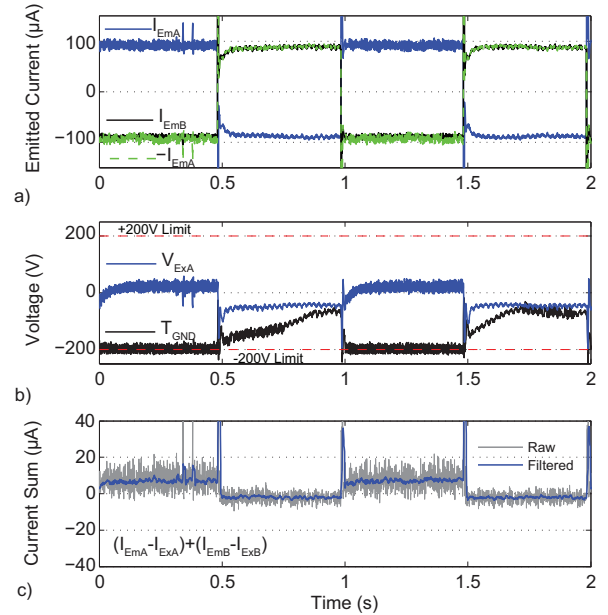 a)
Emitted Current (µA)
100
0
−100
I_EmA
I_EmB
−I_EmA
0 0.5 1 1.5 2
Time (s)
b)
Voltage (V)
200
0
−200
+200V Limit
V_ExA
T_GND
-200V Limit
0 0.5 1 1.5 2
Time (s)
c)
Current Sum (µA)
40
20
0
−20
−40
Raw
Filtered
(I_EmA-I_ExA)+(I_EmB-I_ExB)
0 0.5 1 1.5 2
Time (s)